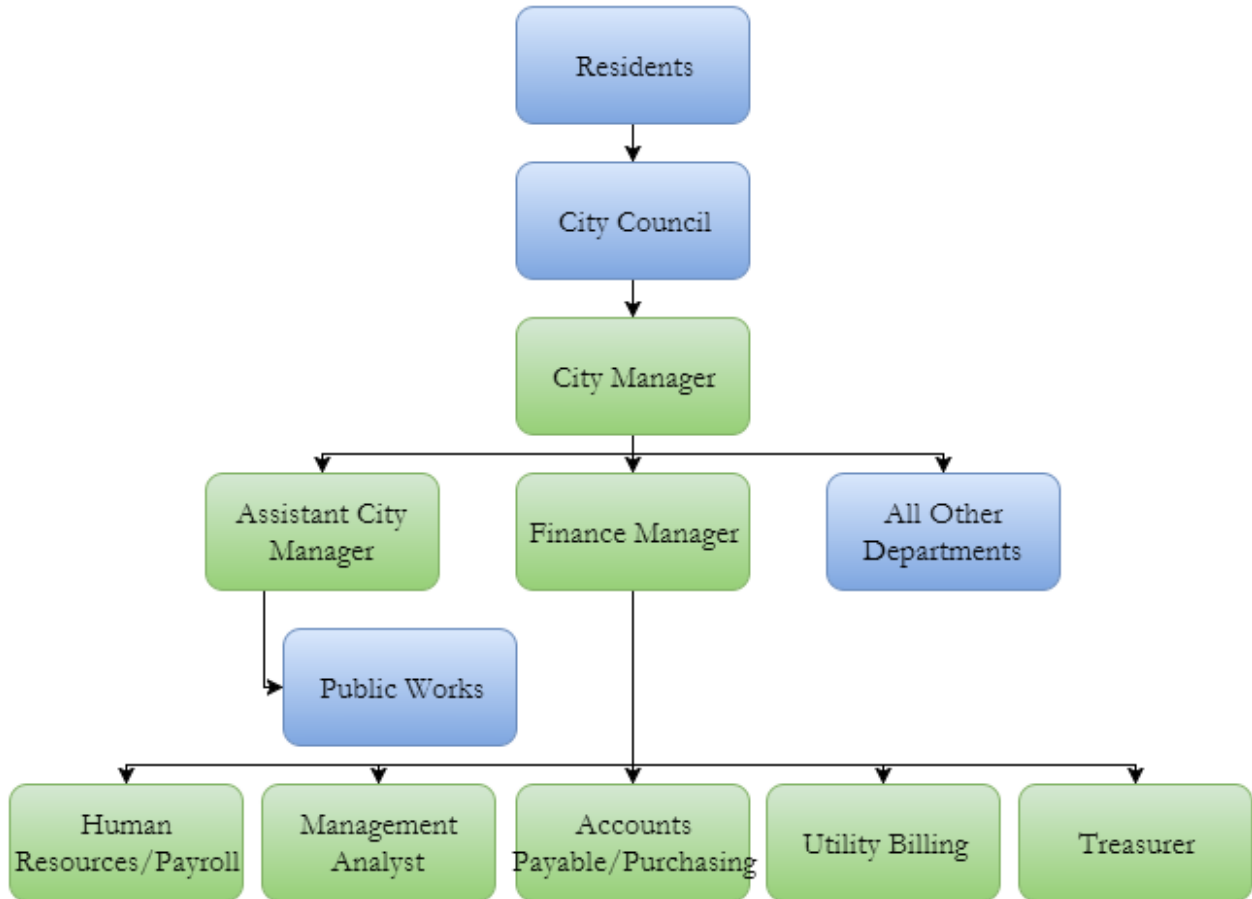 Residents
City Council
City Manager
Assistant City
Manager
Finance Manager
All Other
Departments
Public Works
Human
Resources/Payroll
Management
Analyst
Accounts
Payable/Purchasing
Utility Billing
Treasurer